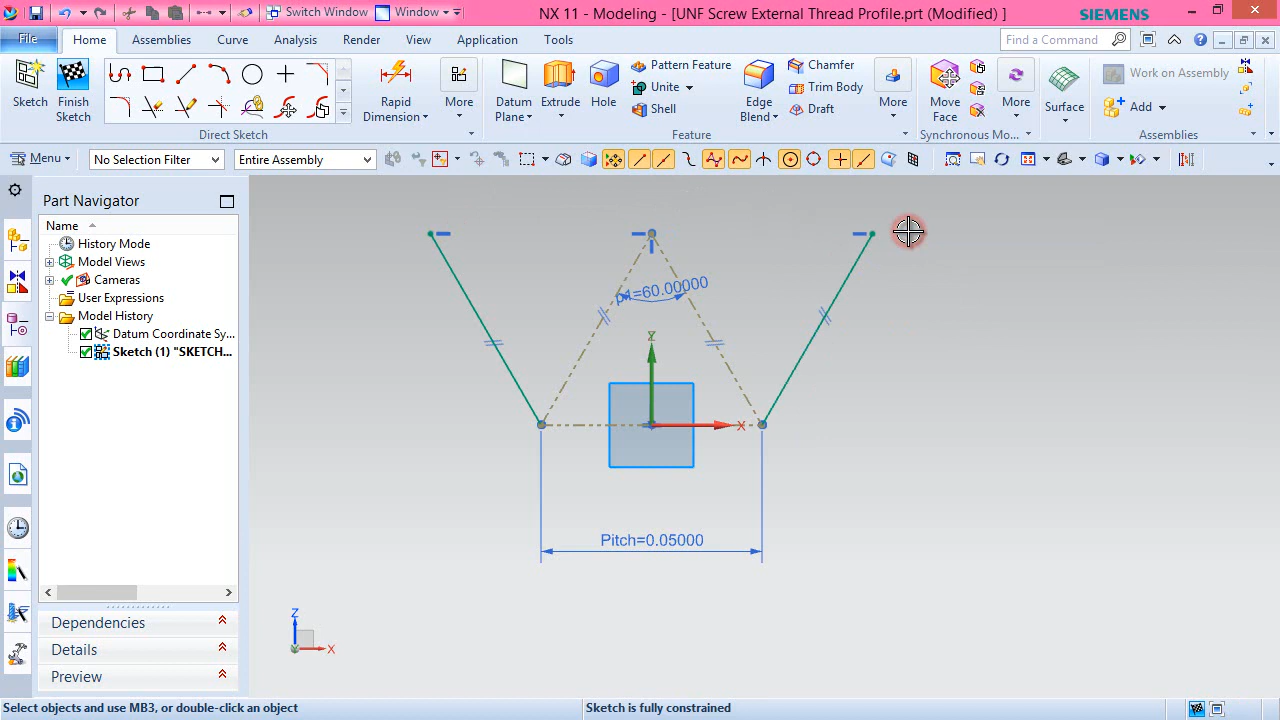 NX 11 - Modeling - [UNF Screw External Thread Profile.prt (Modified) ]
SIEMENS
Switch Window
Window
File
Home
Assemblies
Curve
Analysis
Render
Selection
View
Application
Tools
Find a Command
Sketch
Finish Sketch
Rapid Dimension
More
Direct Sketch
Datum Plane
Extrude
Hole
Pattern Feature
Unite
Shell
Edge Blend
Chamfer
Trim Body
Draft
More
Feature
Move Face
More
Synchronous Mo...
Surface
Work on Assembly
Add
Assemblies
Menu
No Selection Filter
Entire Assembly
Part Navigator
Name
History Mode
Model Views
Cameras
User Expressions
Model History
Datum Coordinate Sy...
Sketch (1) "SKETCH...
Dependencies
Details
Preview
=60.00000
Z
X
Pitch=0.05000
Z
X
Select objects and use MB3, or double-click an object
Sketch is fully constrained